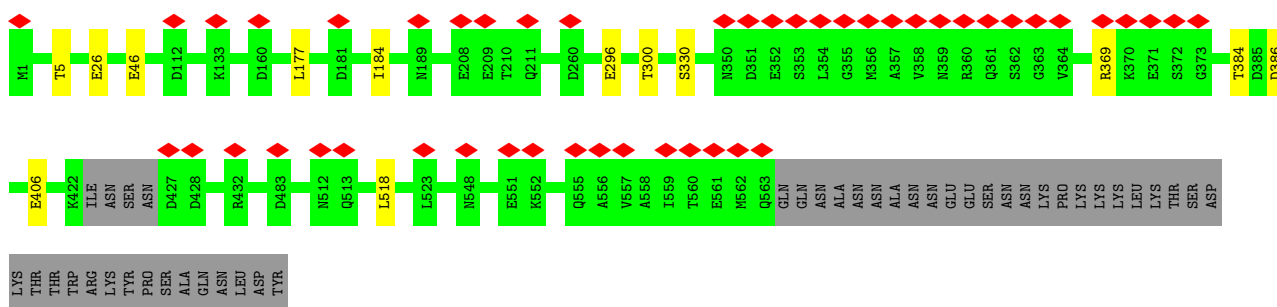 M1 T5 E26 E46 D112 K133 D160 L177 D181 I184 N189 E208 E209 T210 Q211 D260 E296 T300 S330 N350 D351 E352 S353 L354 G355 M356 A357 V358 N359 R360 Q361 S362 G363 V364 R369 K370 E371 S372 G373 T384 D385 D386
E406 K422 ILE ASN SER ASN D427 D428 R432 D483 N512 Q513 L518 L523 N548 E551 K552 Q555 A556 V557 A558 I559 T560 E561 M562 Q563 GLN GLN ASN ALA ASN ASN ALA ASN ASN GLU GLU SER ASN ASN LYS PRO LYS LYS LYS LEU LYS THR SER ASP
LYS THR THR TRP ARG LYS TYR PRO SER ALA GLN ASN LEU ASP TYR